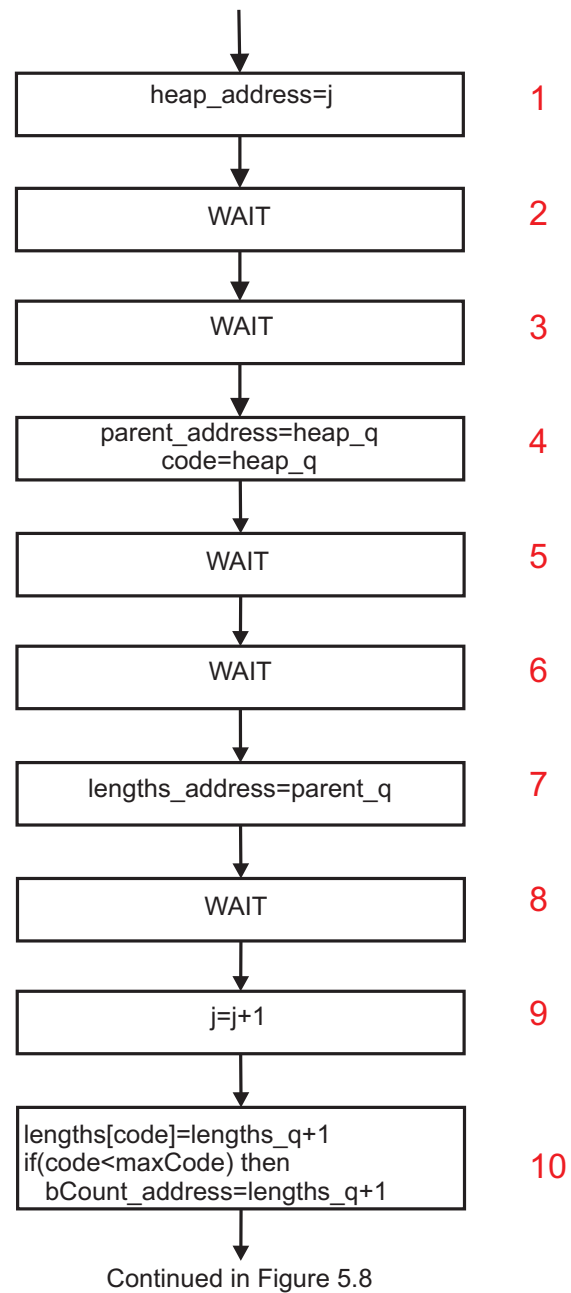 heap_address=j
1
WAIT
2
WAIT
3
parent_address=heap_q
code=heap_q
4
WAIT
5
WAIT
6
lengths_address=parent_q
7
WAIT
8
j=j+1
9
lengths[code]=lengths_q+1
if(code<maxCode) then
bCount_address=lengths_q+1
10
Continued in Figure 5.8